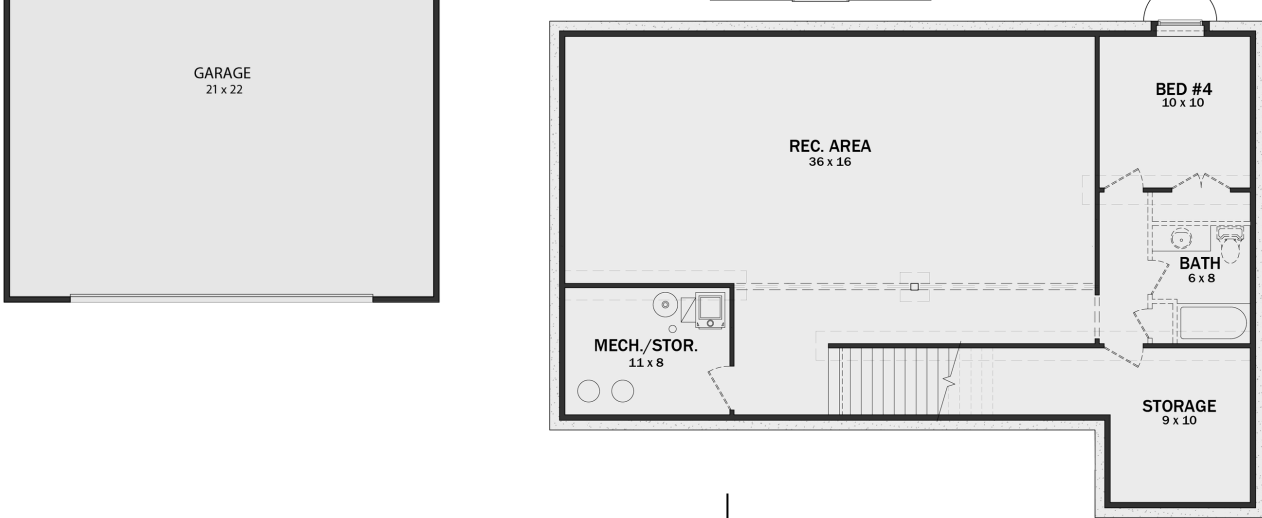 GARAGE
21 x 22
REC. AREA
36 x 16
BED #4
10 x 10
BATH
6 x 8
MECH./STOR.
11 x 8
STORAGE
9 x 10